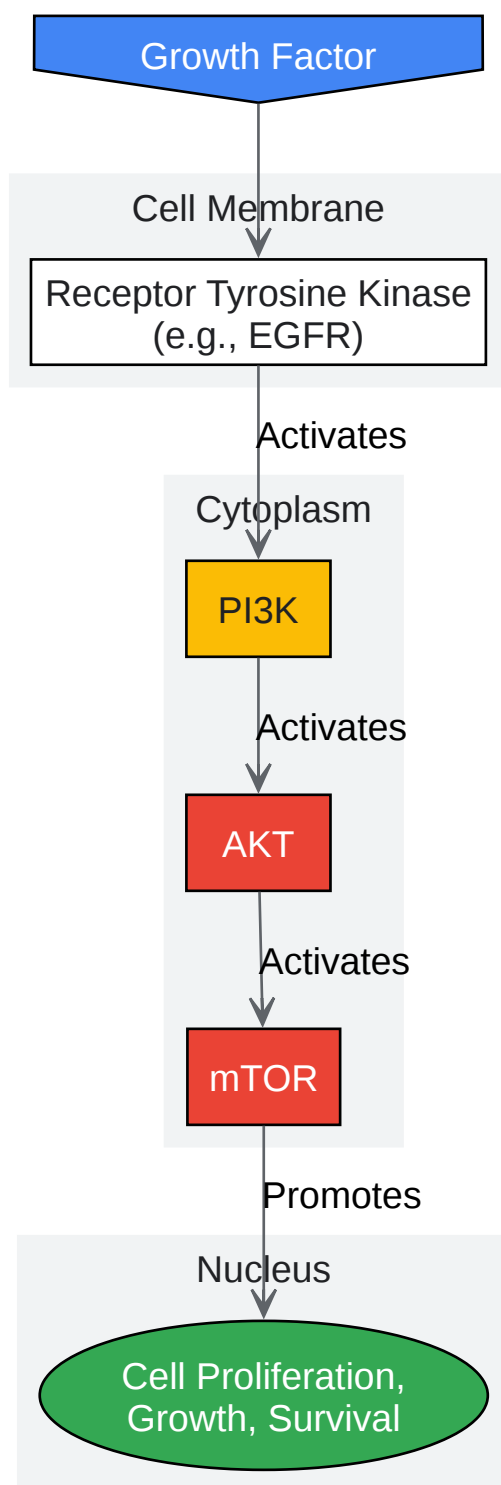 Growth Factor
Cell Membrane
Receptor Tyrosine Kinase
(e.g., EGFR)
Activates
Cytoplasm
PI3K
Activates
AKT
Activates
mTOR
Promotes
Nucleus
Cell Proliferation,
Growth, Survival